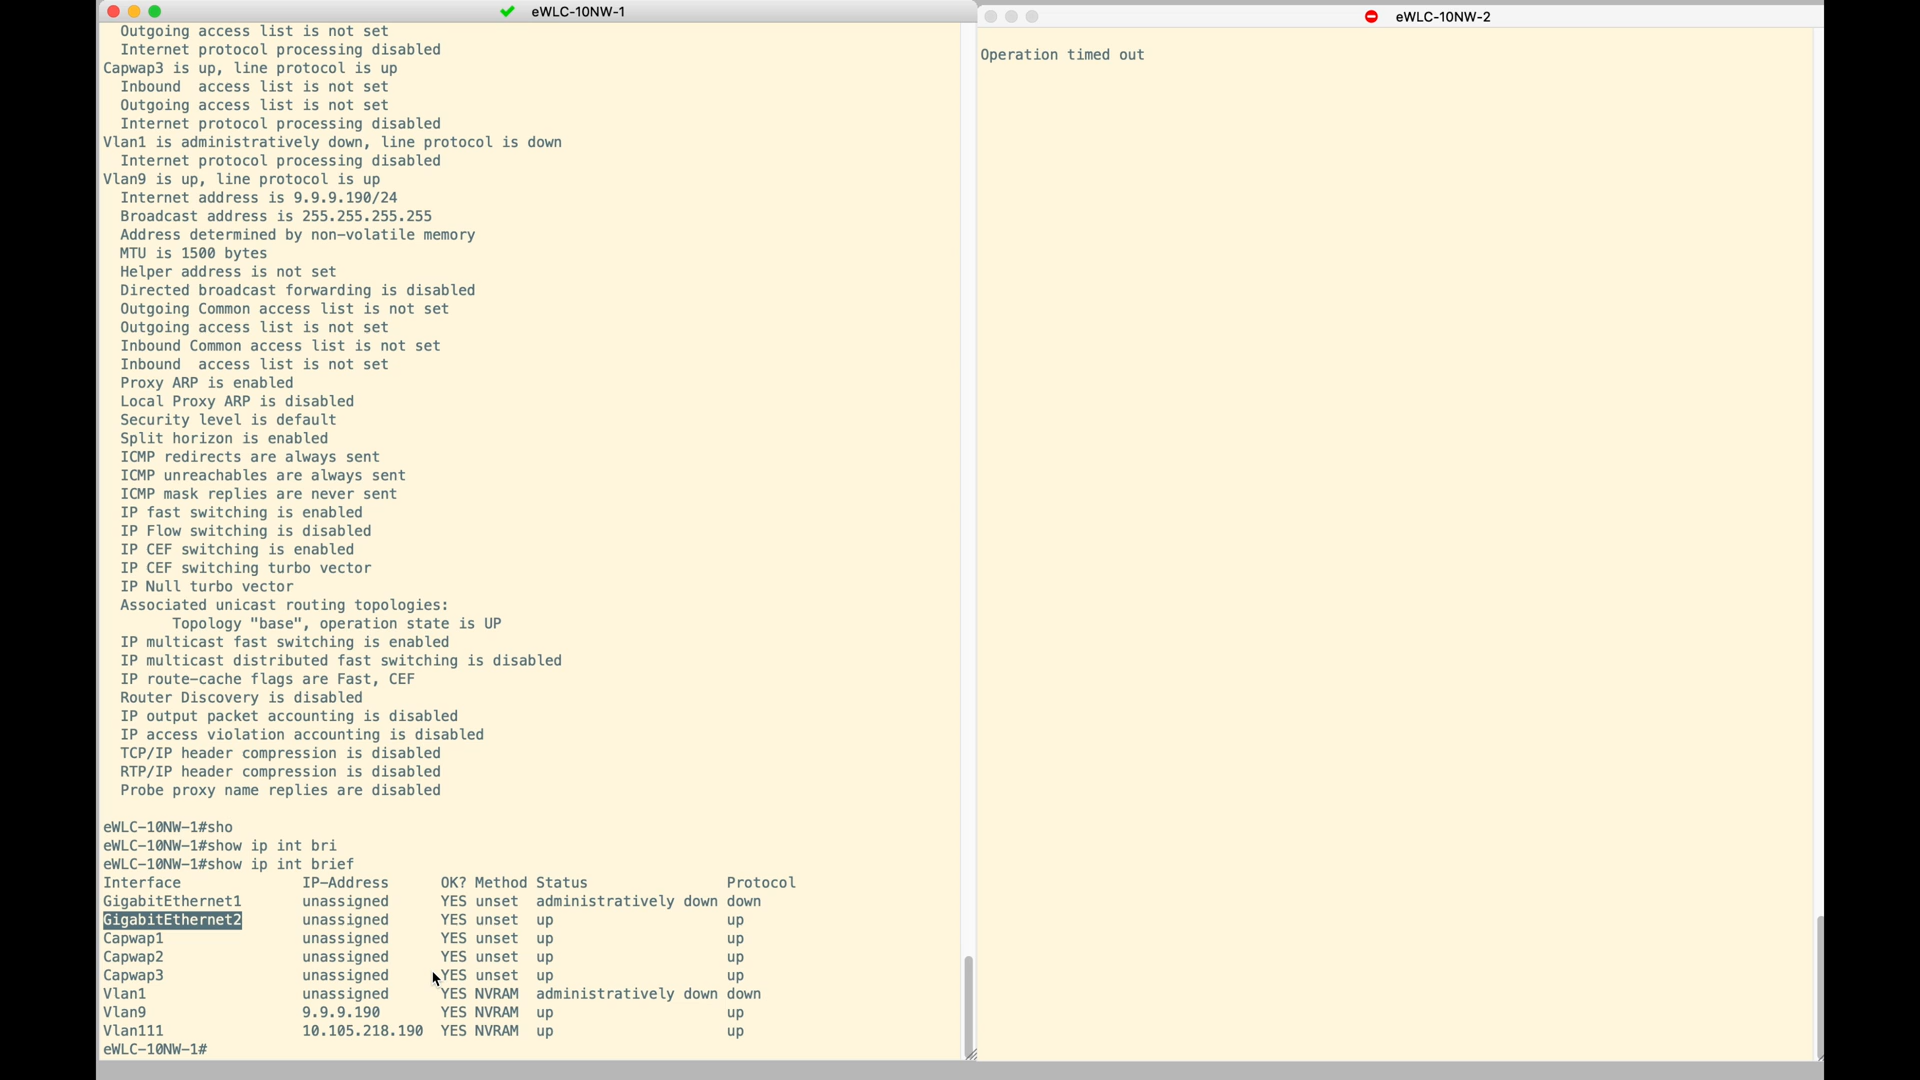 eWLC-10NW-1
Outgoing access list is not set
Internet protocol processing disabled
Capwap3 is up, line protocol is up
Inbound  access list is not set
Outgoing access list is not set
Internet protocol processing disabled
Vlan1 is administratively down, line protocol is down
Internet protocol processing disabled
Vlan9 is up, line protocol is up
Internet address is 9.9.9.190/24
Broadcast address is 255.255.255.255
Address determined by non-volatile memory
MTU is 1500 bytes
Helper address is not set
Directed broadcast forwarding is disabled
Outgoing Common access list is not set
Outgoing access list is not set
Inbound Common access list is not set
Inbound  access list is not set
Proxy ARP is enabled
Local Proxy ARP is disabled
Security level is default
Split horizon is enabled
ICMP redirects are always sent
ICMP unreachables are always sent
ICMP mask replies are never sent
IP fast switching is enabled
IP Flow switching is disabled
IP CEF switching is enabled
IP CEF switching turbo vector
IP Null turbo vector
Associated unicast routing topologies:
Topology "base", operation state is UP
IP multicast fast switching is enabled
IP multicast distributed fast switching is disabled
IP route-cache flags are Fast, CEF
Router Discovery is disabled
IP output packet accounting is disabled
IP access violation accounting is disabled
TCP/IP header compression is disabled
RTP/IP header compression is disabled
Probe proxy name replies are disabled
eWLC-10NW-1#sho
eWLC-10NW-1#show ip int bri
eWLC-10NW-1#show ip int brief
Interface              IP-Address      OK? Method Status                Protocol
GigabitEthernet1       unassigned      YES unset  administratively down down
GigabitEthernet2       unassigned      YES unset  up                    up
Capwap1                unassigned      YES unset  up                    up
Capwap2                unassigned      YES unset  up                    up
Capwap3                unassigned      YES unset  up                    up
Vlan1                  unassigned      YES NVRAM  administratively down down
Vlan9                  9.9.9.190       YES NVRAM  up                    up
Vlan111                10.105.218.190  YES NVRAM  up                    up
eWLC-10NW-1#
eWLC-10NW-2
Operation timed out